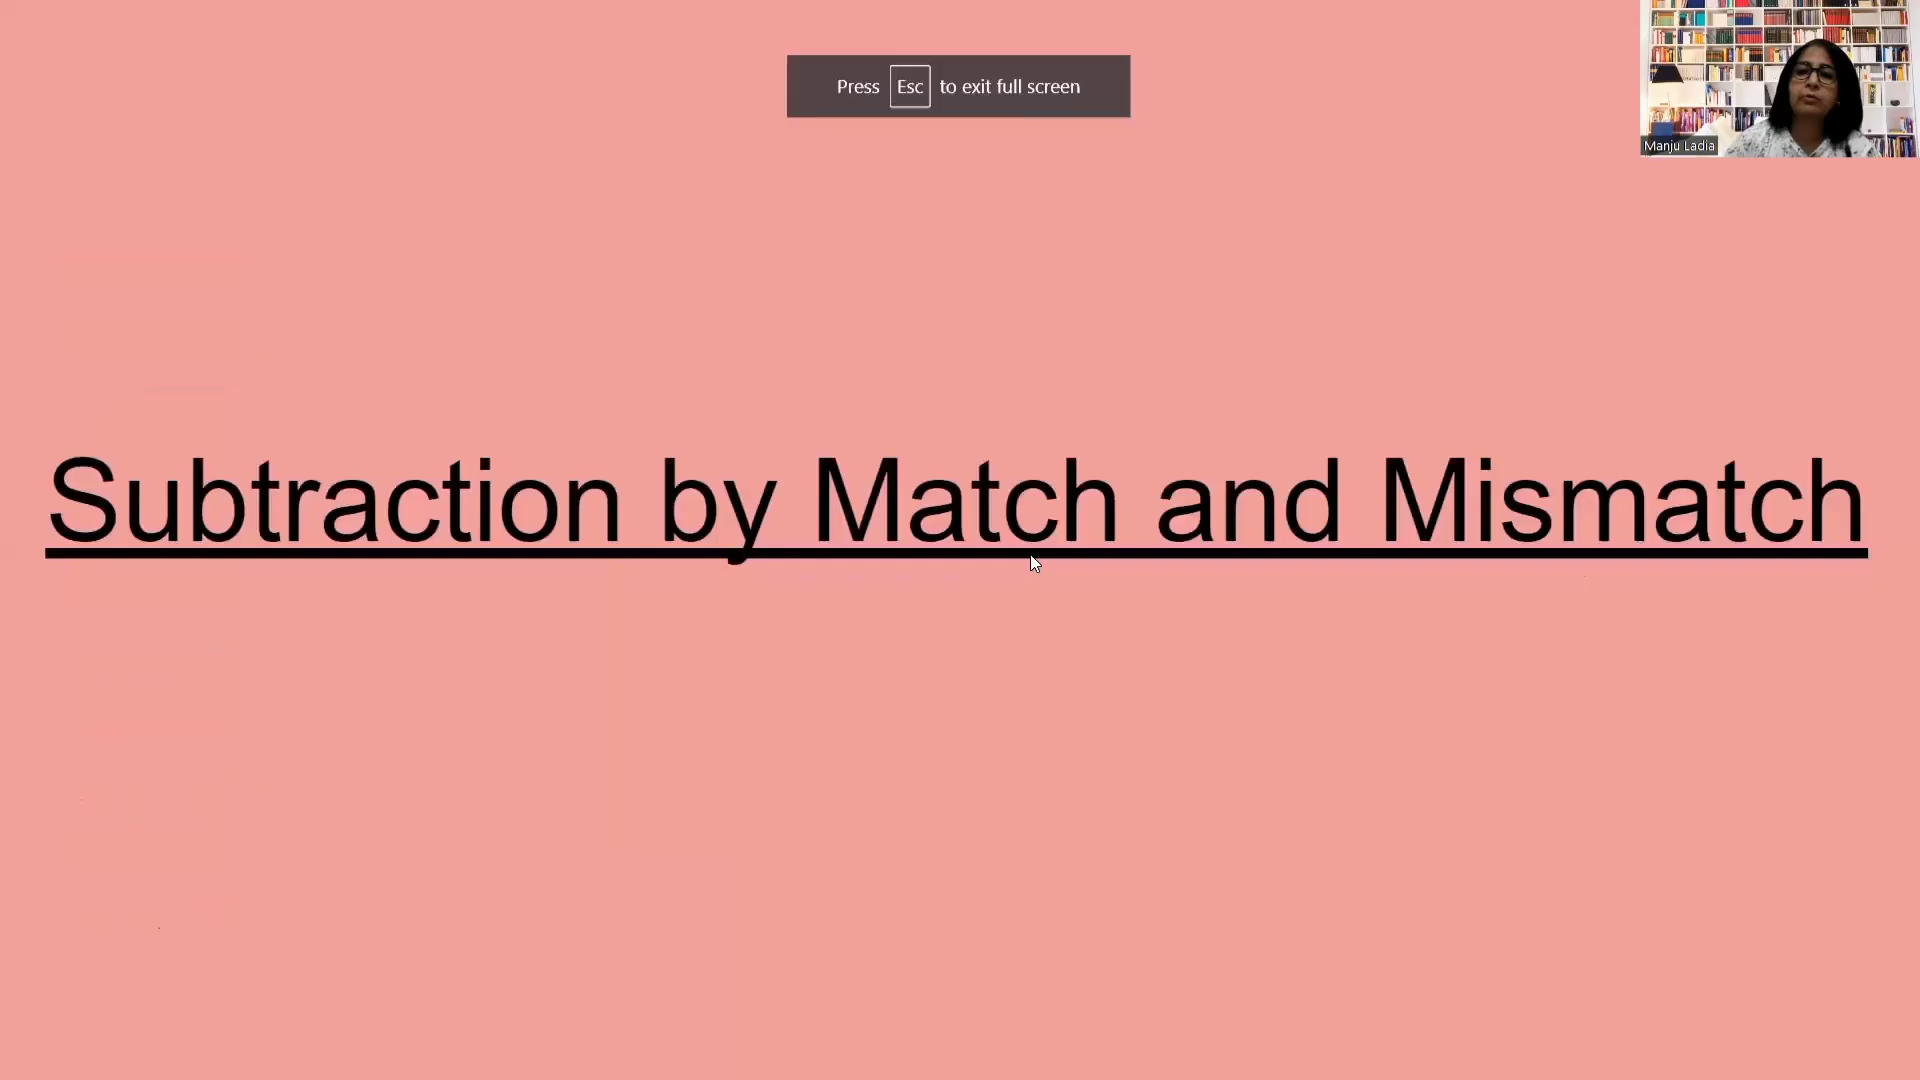 Press Esc to exit full screen
Manju Ladia
Subtraction by Match and Mismatch